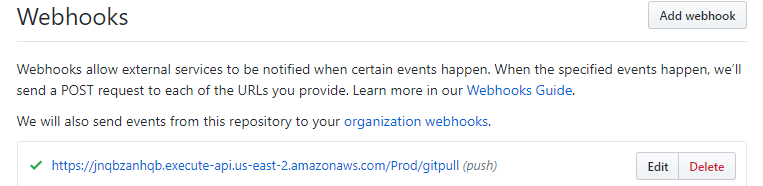 Webhooks
Add webhook
Webhooks allow external services to be notified when certain events happen. When the specified events happen, we'll
send a POST request to each of the URLs you provide. Learn more in our Webhooks Guide.
We will also send events from this repository to your organization webhooks.
https://jnqbzanhqb.execute-api.us-east-2.amazonaws.com/Prod/gitpull (push)
Edit
Delete